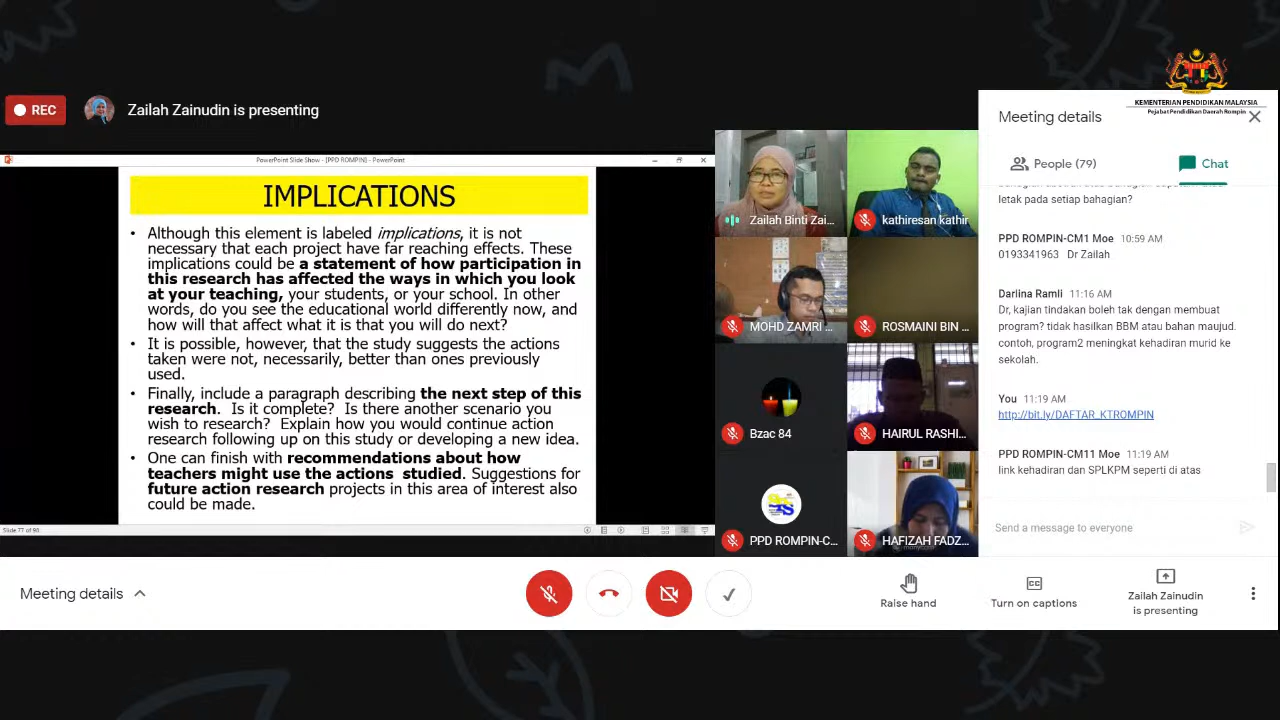 KEMENTERIAN PENDIDIKAN MALAYSIA
Pejabat Pendidikan Daerah Rompin
REC
Zailah Zainudin is presenting
PowerPoint Slide Show - [PPD ROMPIN] - PowerPoint
IMPLICATIONS
• Although this element is labeled implications, it is not
necessary that each project have far reaching effects. These
implications could be a statement of how participation in
this research has affected the ways in which you look
at your teaching, your students, or your school. In other
words, do you see the educational world differently now, and
how will that affect what it is that you will do next?
• It is possible, however, that the study suggests the actions
taken were not, necessarily, better than ones previously
used.
• Finally, include a paragraph describing the next step of this
research. Is it complete? Is there another scenario you
wish to research? Explain how you would continue action
research following up on this study or developing a new idea.
• One can finish with recommendations about how
teachers might use the actions studied. Suggestions for
future action research projects in this area of interest also
could be made.
Slide 77 of 90
Zailah Binti Zai...
kathiresan kathir
MOHD ZAMRI ...
ROSMAINI BIN ...
Bzac 84
HAIRUL RASHI...
PPD ROMPIN-C...
HAFIZAH FADZ...
Meeting details
People (79)
Chat
letak pada setiap bahagian?
PPD ROMPIN-CM1 Moe 10:59 AM
0193341963 Dr Zailah
Darlina Ramli 11:16 AM
Dr, kajian tindakan boleh tak dengan membuat
program? tidak hasilkan BBM atau bahan maujud.
contoh, program2 meningkat kehadiran murid ke
sekolah.
You 11:19 AM
http://bit.ly/DAFTAR_KTROMPIN
PPD ROMPIN-CM11 Moe 11:19 AM
link kehadiran dan SPLKPM seperti di atas
Send a message to everyone
Meeting details
Raise hand
CC
Turn on captions
Zailah Zainudin
is presenting